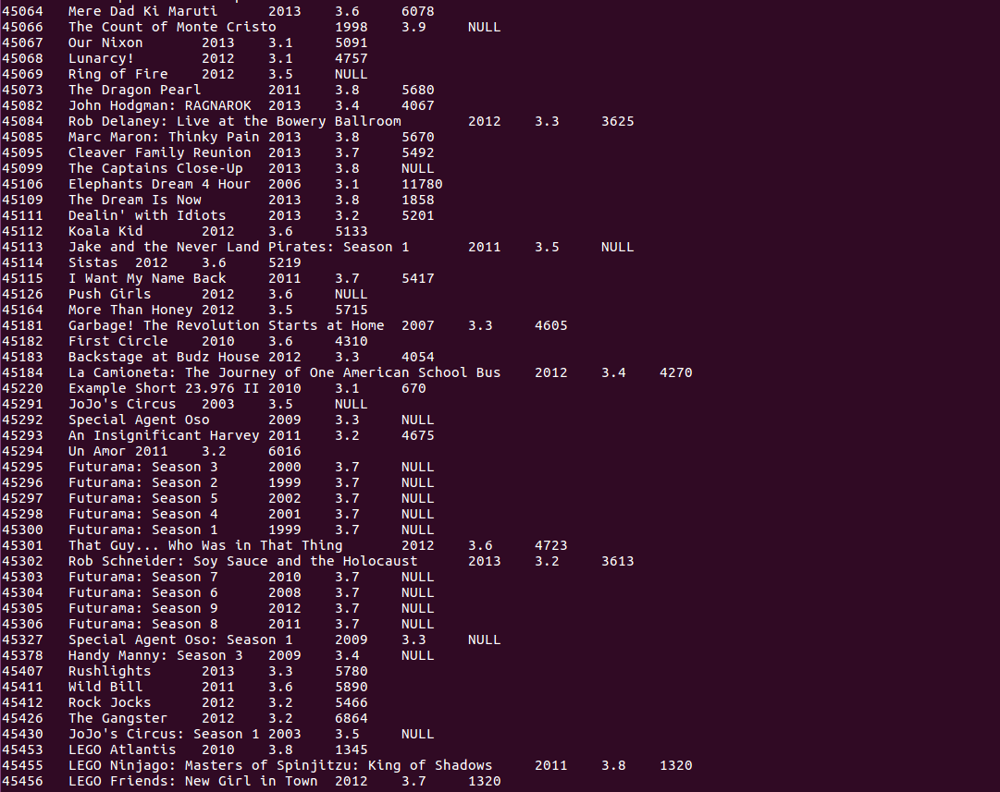 45064 Mere Dad Ki Maruti 2013 3.6 6078
45066 The Count of Monte Cristo 1998 3.9 NULL
45067 Our Nixon 2013 3.1 5091
45068 Lunarcy! 2012 3.1 4757
45069 Ring of Fire 2012 3.5 NULL
45073 The Dragon Pearl 2011 3.8 5680
45082 John Hodgman: RAGNAROK 2013 3.4 4067
45084 Rob Delaney: Live at the Bowery Ballroom 2012 3.3 3625
45085 Marc Maron: Thinky Pain 2013 3.8 5670
45095 Cleaver Family Reunion 2013 3.7 5492
45099 The Captains Close-Up 2013 3.8 NULL
45106 Elephants Dream 4 Hour 2006 3.1 11780
45109 The Dream Is Now 2013 3.8 1858
45111 Dealin' with Idiots 2013 3.2 5201
45112 Koala Kid 2012 3.6 5133
45113 Jake and the Never Land Pirates: Season 1 2011 3.5 NULL
45114 Sistas 2012 3.6 5219
45115 I Want My Name Back 2011 3.7 5417
45126 Push Girls 2012 3.6 NULL
45164 More Than Honey 2012 3.5 5715
45181 Garbage! The Revolution Starts at Home 2007 3.3 4605
45182 First Circle 2010 3.6 4310
45183 Backstage at Budz House 2012 3.3 4054
45184 La Camioneta: The Journey of One American School Bus 2012 3.4 4270
45220 Example Short 23.976 II 2010 3.1 670
45291 JoJo's Circus 2003 3.5 NULL
45292 Special Agent Oso 2009 3.3 NULL
45293 An Insignificant Harvey 2011 3.2 4675
45294 Un Amor 2011 3.2 6016
45295 Futurama: Season 3 2000 3.7 NULL
45296 Futurama: Season 2 1999 3.7 NULL
45297 Futurama: Season 5 2002 3.7 NULL
45298 Futurama: Season 4 2001 3.7 NULL
45300 Futurama: Season 1 1999 3.7 NULL
45301 That Guy... Who Was in That Thing 2012 3.6 4723
45302 Rob Schneider: Soy Sauce and the Holocaust 2013 3.2 3613
45303 Futurama: Season 7 2010 3.7 NULL
45304 Futurama: Season 6 2008 3.7 NULL
45305 Futurama: Season 9 2012 3.7 NULL
45306 Futurama: Season 8 2011 3.7 NULL
45327 Special Agent Oso: Season 1 2009 3.3 NULL
45378 Handy Manny: Season 3 2009 3.4 NULL
45407 Rushlights 2013 3.3 5780
45411 Wild Bill 2011 3.6 5890
45412 Rock Jocks 2012 3.2 5466
45426 The Gangster 2012 3.2 6864
45430 JoJo's Circus: Season 1 2003 3.5 NULL
45453 LEGO Atlantis 2010 3.8 1345
45455 LEGO Ninjago: Masters of Spinjitzu: King of Shadows 2011 3.8 1320
45456 LEGO Friends: New Girl in Town 2012 3.7 1320